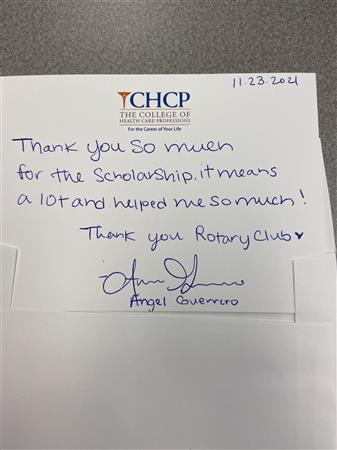 11.23.2021
CHCP
THE COLLEGE OF
HEALTH CARE PROFESSIONS
For the Career of Your Life
Thank you so much
for the scholarship, it means
a lot and helped me so much!
Thank you Rotary Club ♥
Angel Guerrero